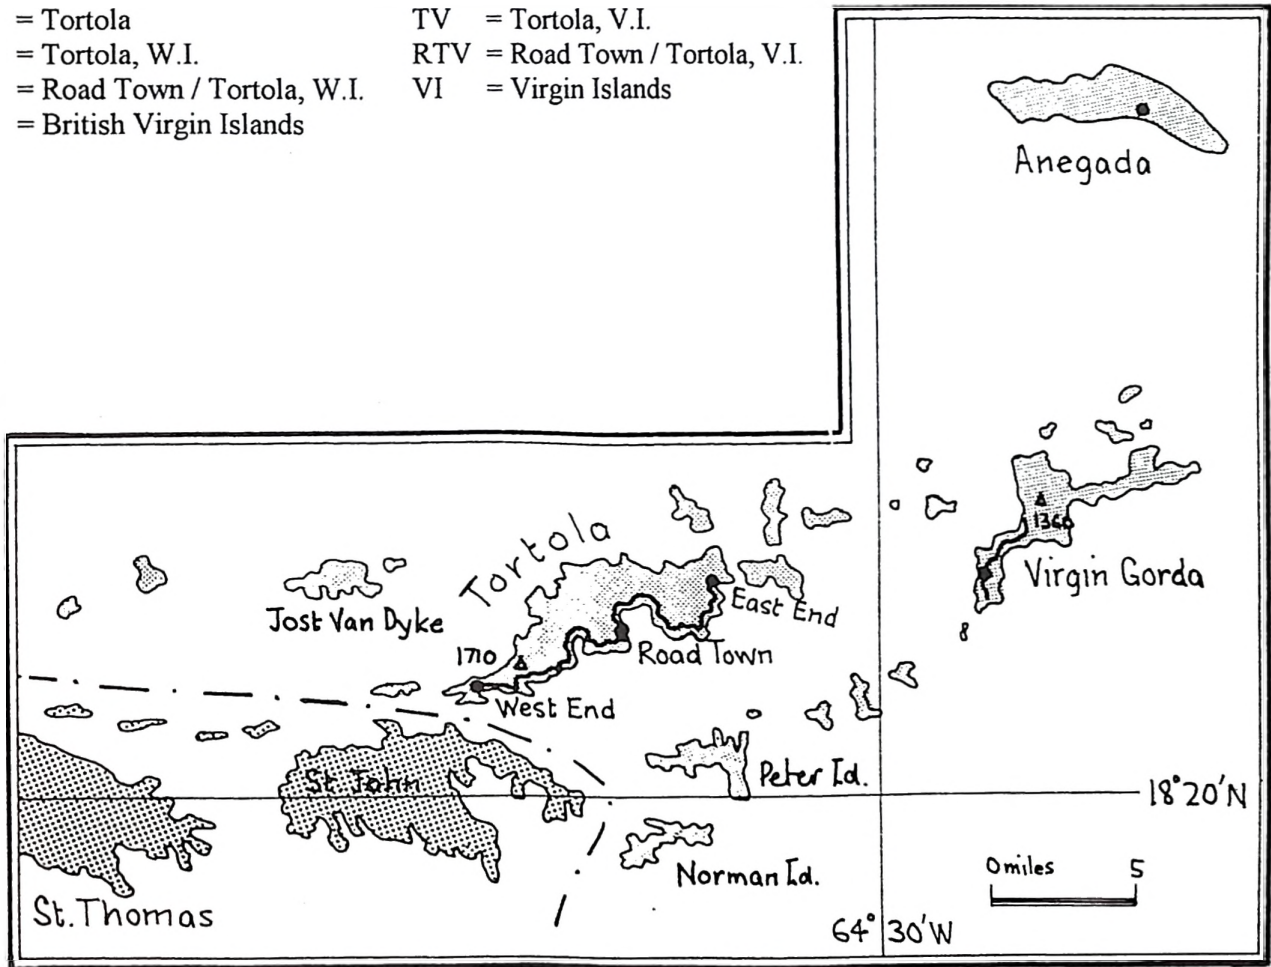 = Tortola
= Tortola, W.I.
= Road Town / Tortola, W.I.
= British Virgin Islands
TV = Tortola, V.I.
RTV = Road Town / Tortola, V.I.
VI = Virgin Islands
Anegada
1360
Virgin Gorda
Tortola
East End
Jost Van Dyke
1710
Road Town
West End
St John
Peter Id.
18°20'N
Norman Id.
0 miles 5
St. Thomas
64°30'W